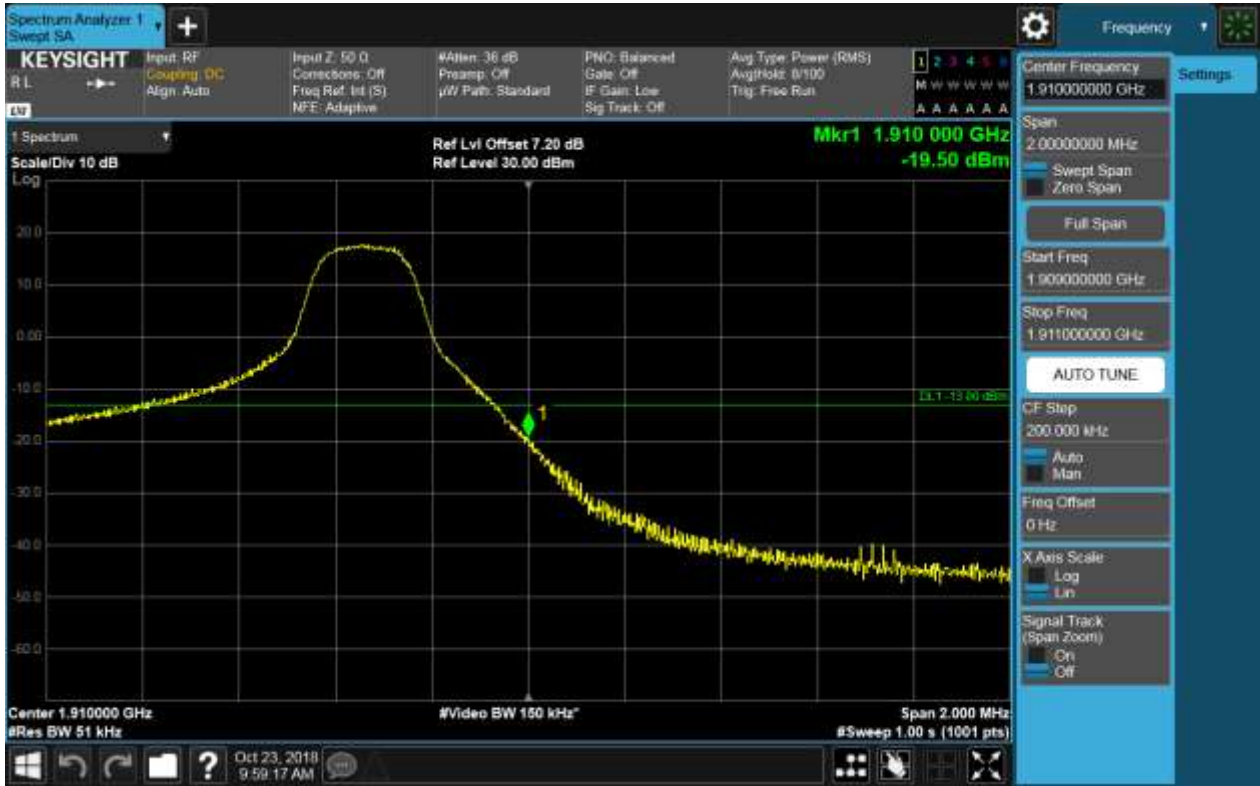 Spectrum Analyzer 1
Swept SA
+
Frequency
KEYSIGHT
R L
Input: RF
Coupling: DC
Align: Auto
Input Z: 50 Ω
Corrections: Off
Freq Ref: Int (S)
NFE: Adaptive
#Atten: 36 dB
Preamp: Off
µW Path: Standard
PNO: Balanced
Gate: Off
IF Gain: Low
Sig Track: Off
Avg Type: Power (RMS)
Avg|Hold: 0/100
Trig: Free Run
1 2 3 4 5 6
M W W W W W
A A A A A A
1 Spectrum
Scale/Div 10 dB
Log
Ref Lvl Offset 7.20 dB
Ref Level 30.00 dBm
Mkr1 1.910 000 GHz
-19.50 dBm
20.0
10.0
0.00
-10.0
-20.0
-30.0
-40.0
-50.0
-60.0
DL1 -13.00 dBm
1
Center 1.910000 GHz
#Res BW 51 kHz
#Video BW 150 kHz*
Span 2.000 MHz
#Sweep 1.00 s (1001 pts)
Center Frequency
1.910000000 GHz
Settings
Span
2.00000000 MHz
Swept Span
Zero Span
Full Span
Start Freq
1.909000000 GHz
Stop Freq
1.911000000 GHz
AUTO TUNE
CF Step
200.000 kHz
Auto
Man
Freq Offset
0 Hz
X Axis Scale
Log
Lin
Signal Track
(Span Zoom)
On
Off
?
Oct 23, 2018
9:59:17 AM